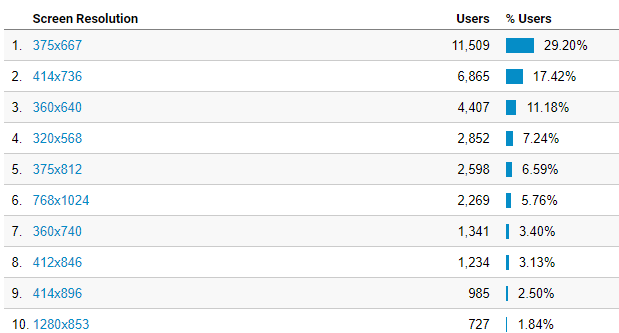 Screen Resolution Users % Users
1. 375x667 11,509 29.20%
2. 414x736 6,865 17.42%
3. 360x640 4,407 11.18%
4. 320x568 2,852 7.24%
5. 375x812 2,598 6.59%
6. 768x1024 2,269 5.76%
7. 360x740 1,341 3.40%
8. 412x846 1,234 3.13%
9. 414x896 985 2.50%
10. 1280x853 727 1.84%